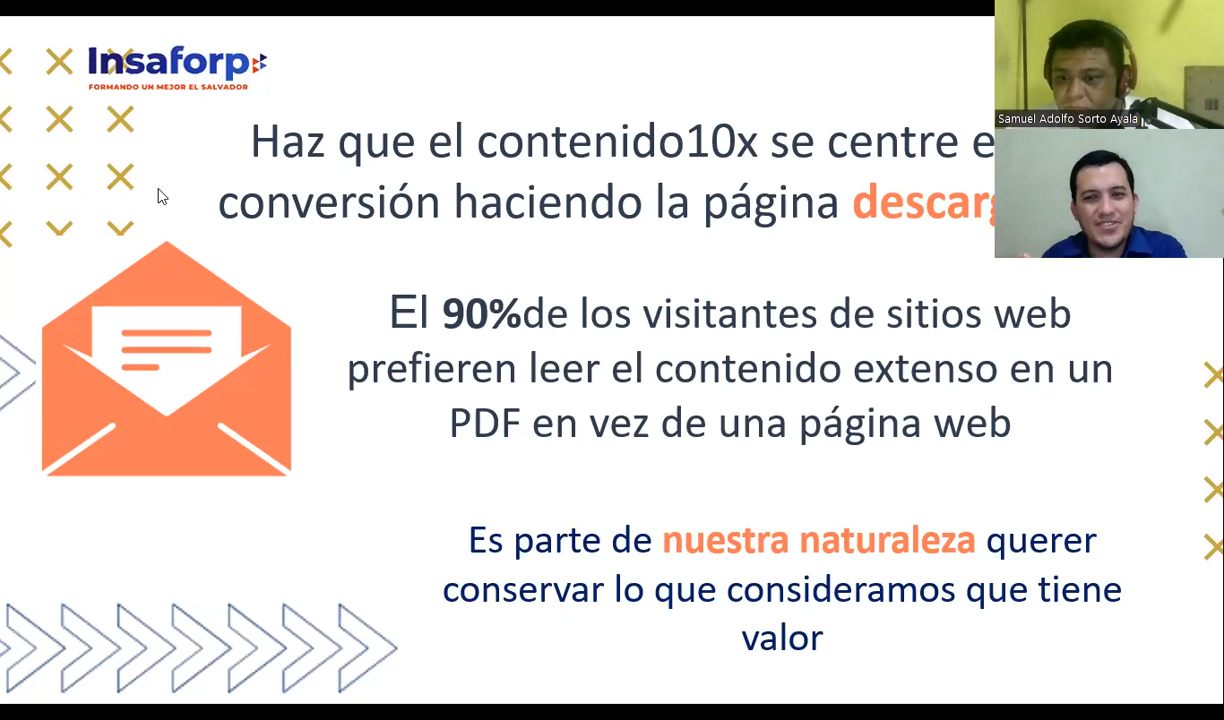 Insaforp
FORMANDO UN MEJOR EL SALVADOR
Samuel Adolfo Sorto Ayala
Haz que el contenido10x se centre
conversión haciendo la página
El 90%de los visitantes de sitios web
prefieren leer el contenido extenso en un
PDF en vez de una página web
Es parte de nuestra naturaleza querer
conservar lo que consideramos que tiene
valor